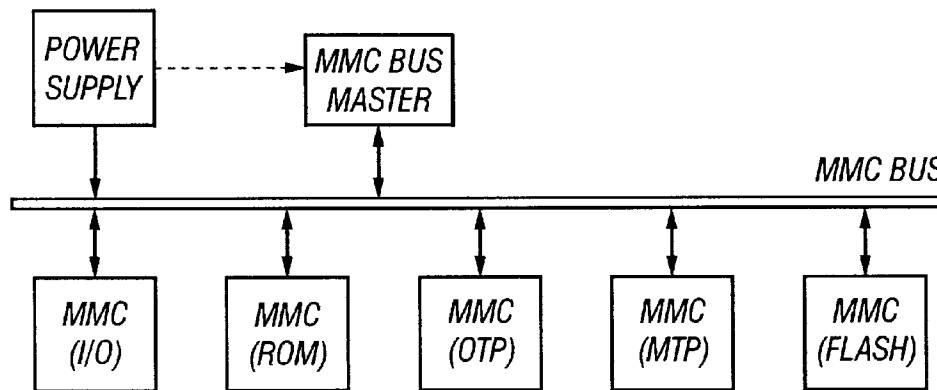 POWER
SUPPLY
MMC BUS
MASTER
MMC BUS
MMC
(I/O)
MMC
(ROM)
MMC
(OTP)
MMC
(MTP)
MMC
(FLASH)